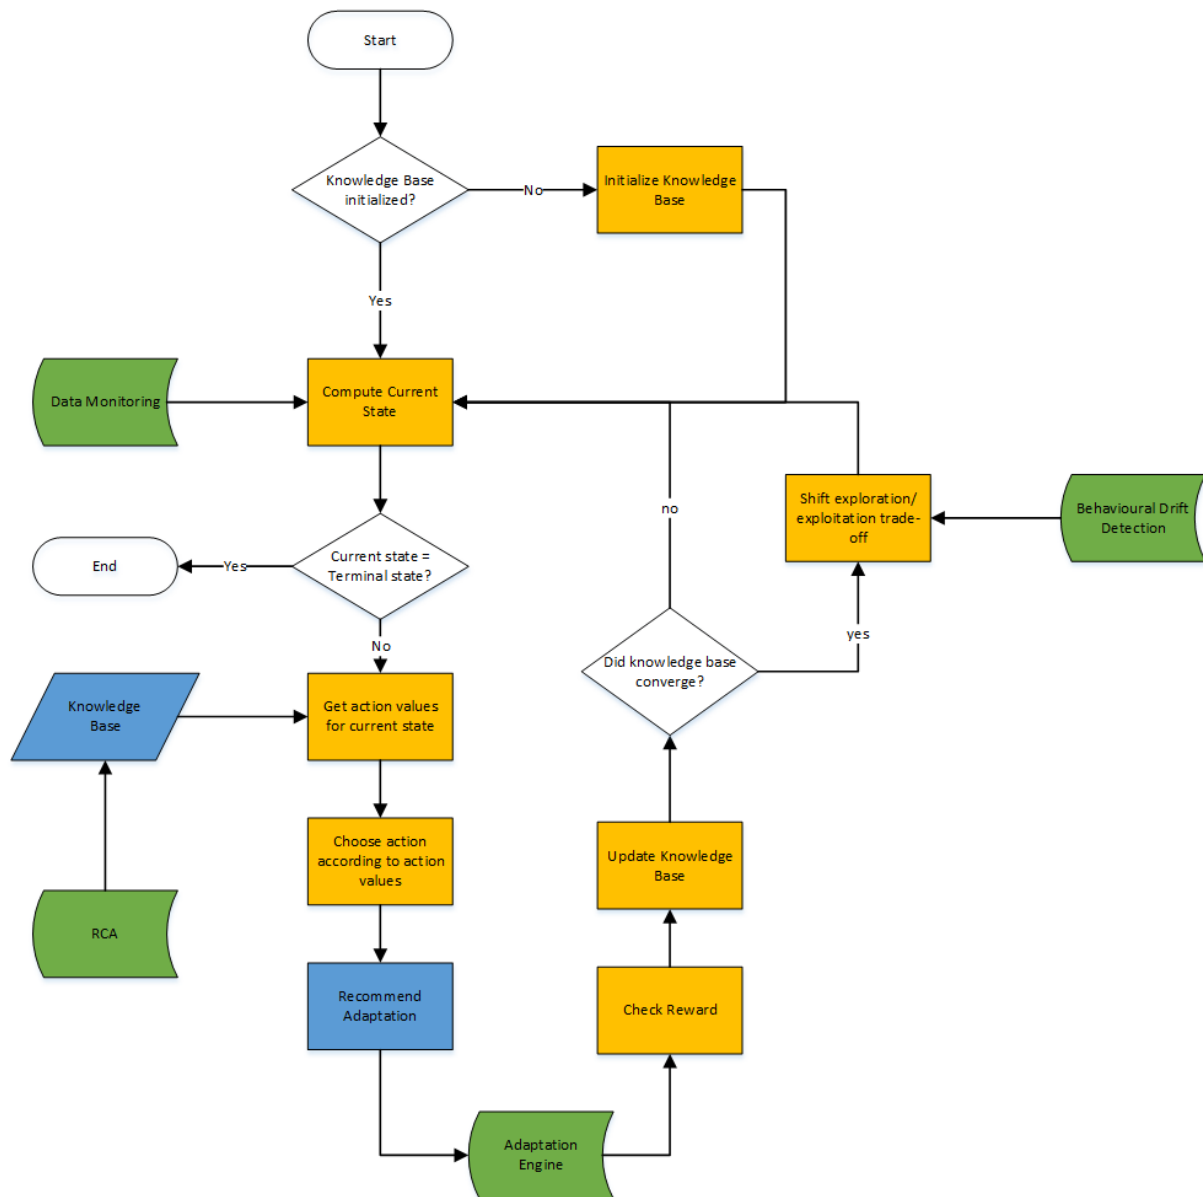 Start
Knowledge Base
initialized?
No
Initialize Knowledge
Base
Yes
Data Monitoring
Compute Current
State
Shift exploration/
exploitation trade-
off
Behavioural Drift
Detection
no
End
Yes
Current state =
Terminal state?
yes
No
Did knowledge base
converge?
Knowledge
Base
Get action values
for current state
Choose action
according to action
values
Update Knowledge
Base
RCA
Recommend
Adaptation
Check Reward
Adaptation
Engine